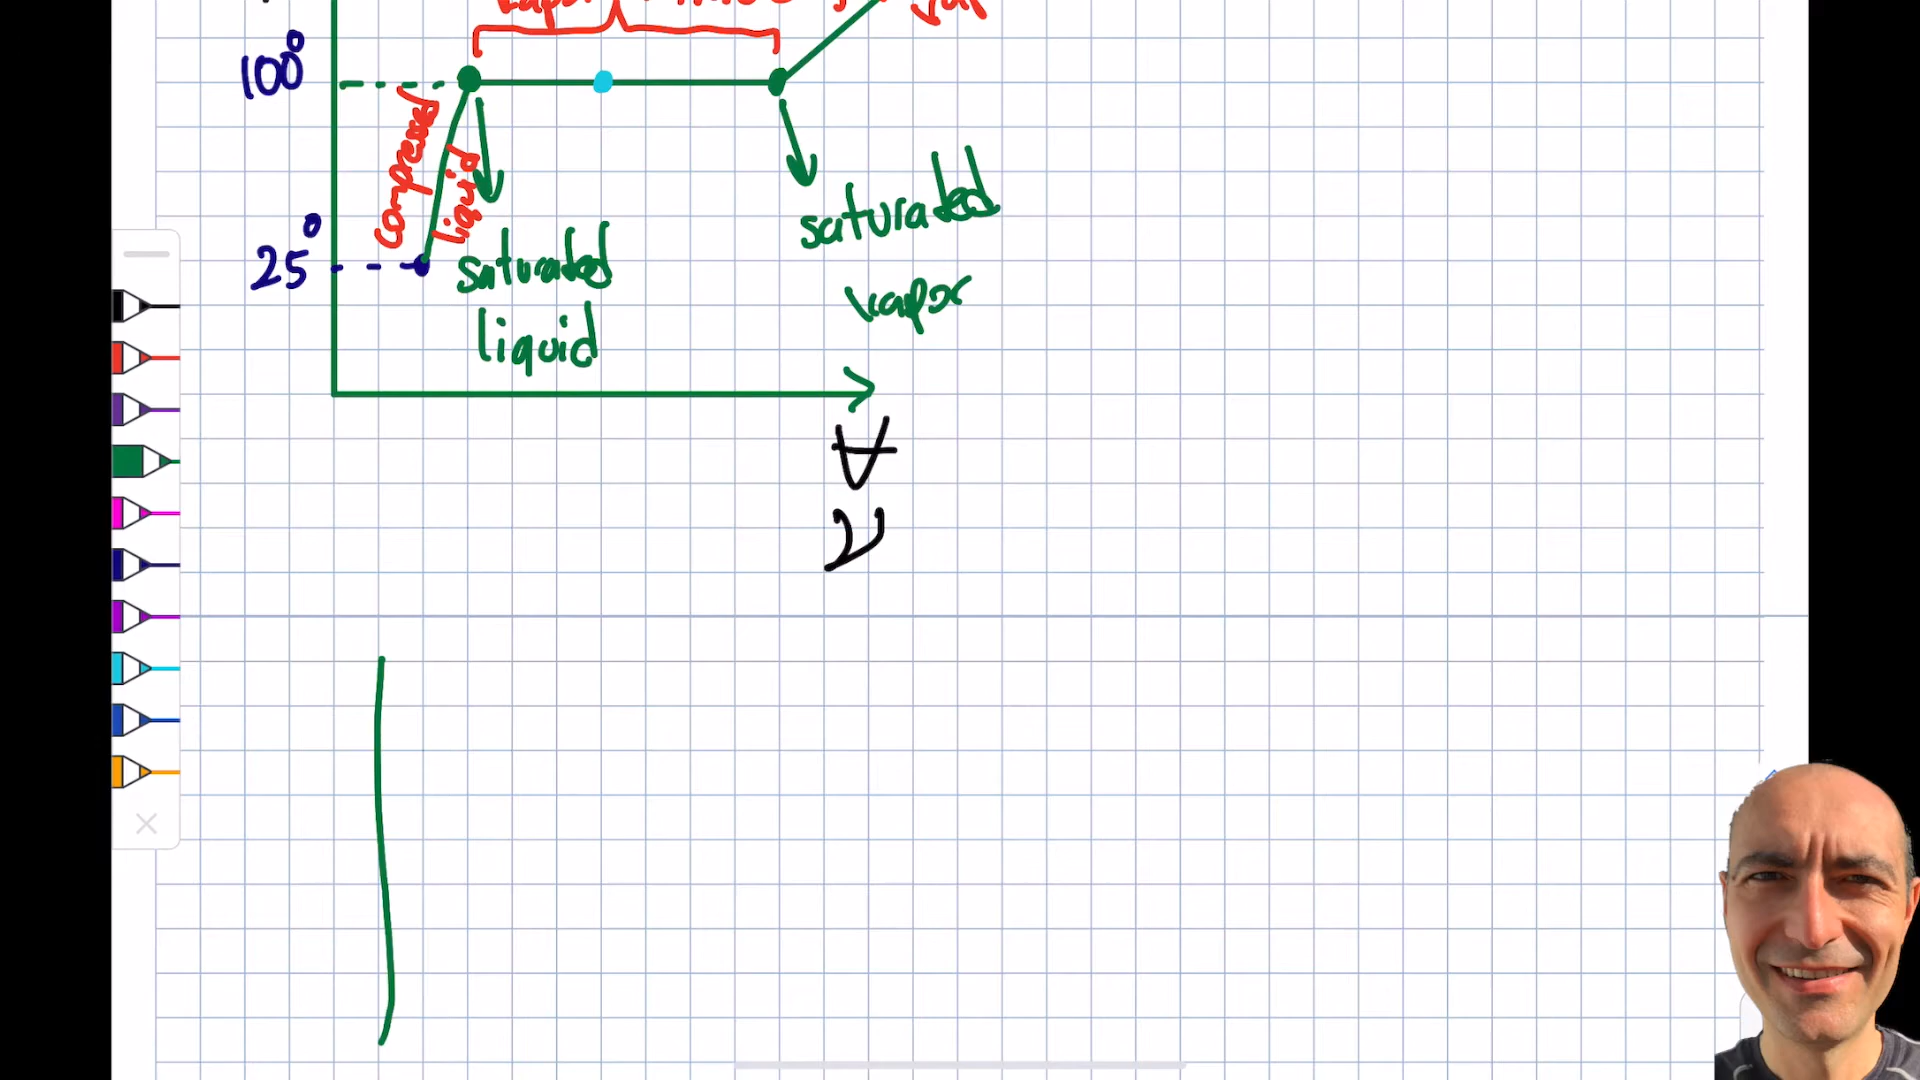 100°
compressed
liquid
25°
saturated
liquid
saturated
vapor
V
ν